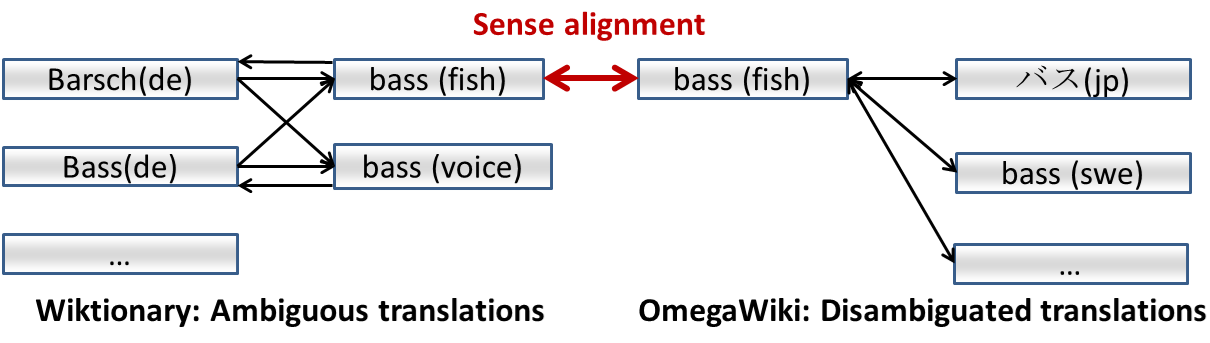 Sense alignment
Barsch(de)
bass (fish)
bass (fish)
バス(jp)
Bass(de)
bass (voice)
bass (swe)
...
...
Wiktionary: Ambiguous translations
OmegaWiki: Disambiguated translations